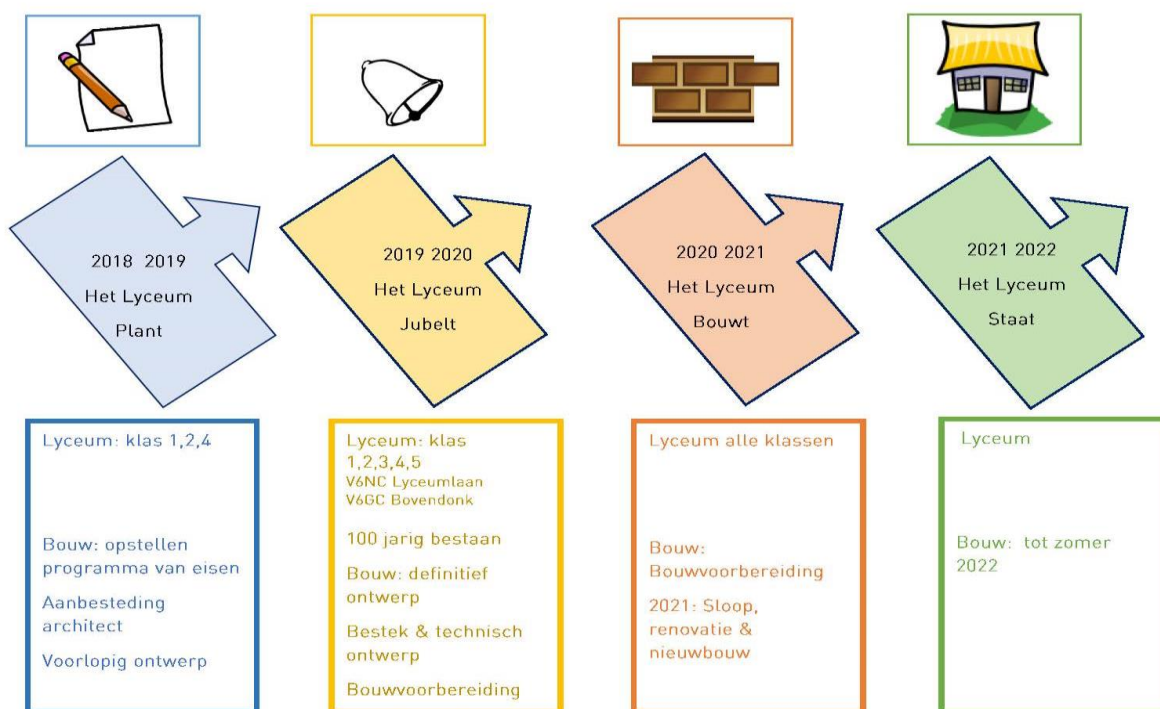 2018 2019
Het Lyceum
Plant
2019 2020
Het Lyceum
Jubelt
2020 2021
Het Lyceum
Bouwt
2021 2022
Het Lyceum
Staat
Lyceum: klas 1,2,4
Bouw: opstellen
programma van eisen
Aanbesteding
architect
Voorlopig ontwerp
Lyceum: klas
1,2,3,4,5
V6NC Lyceumlaan
V6GC Bovendonk
100 jarig bestaan
Bouw: definitief
ontwerp
Bestek & technisch
ontwerp
Bouwvoorbereiding
Lyceum alle klassen
Bouw:
Bouwvoorbereiding
2021: Sloop,
renovatie &
nieuwbouw
Lyceum
Bouw: tot zomer
2022